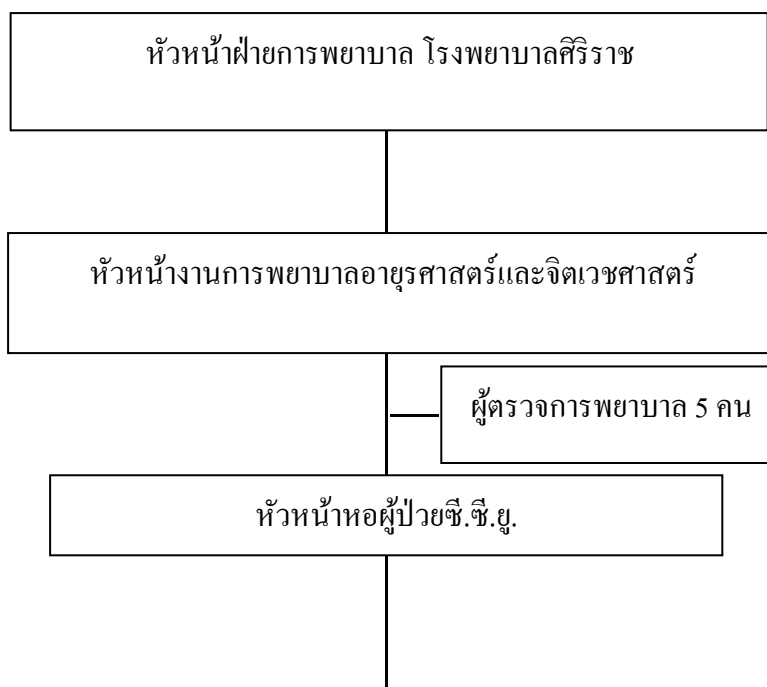 หัวหน้าฝ่ายการพยาบาล โรงพยาบาลศิริราช
หัวหน้างานการพยาบาลอายุรศาสตร์และจิตเวชศาสตร์
ผู้ตรวจการพยาบาล 5 คน
หัวหน้าหอผู้ป่วยซี.ซี.ยู.